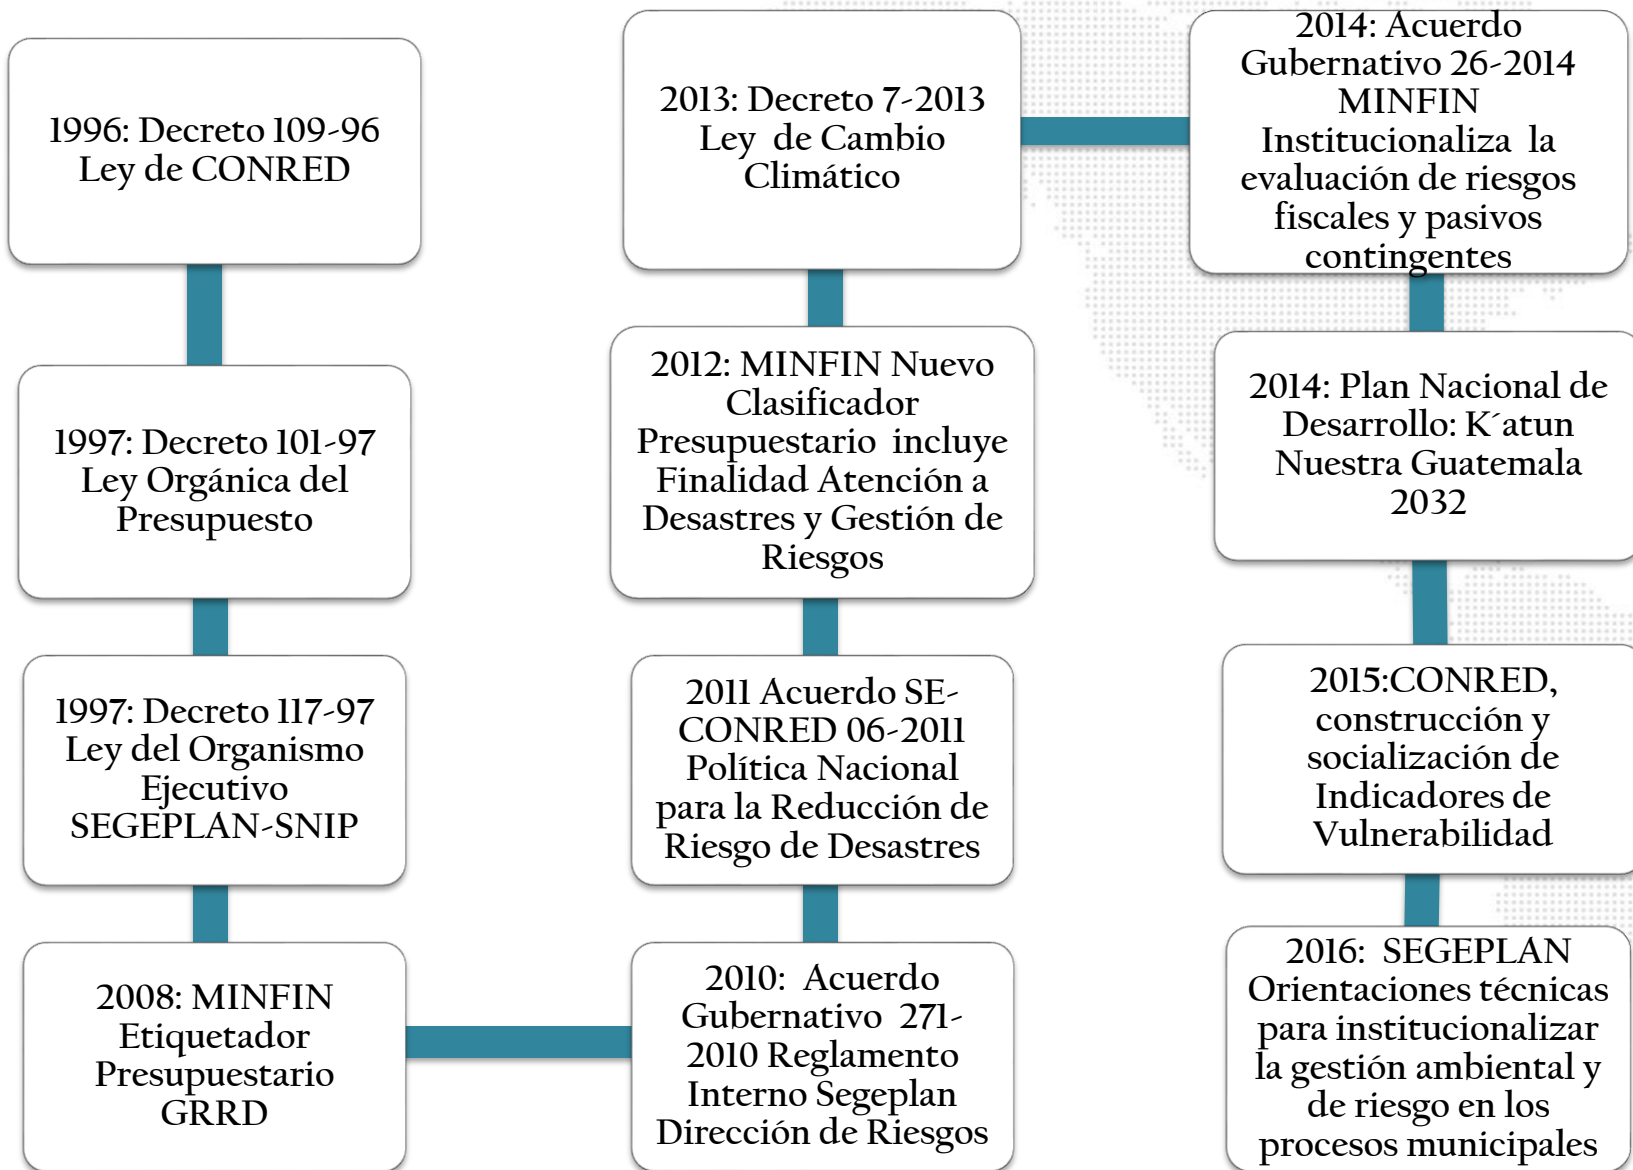 1996: Decreto 109-96
Ley de CONRED
1997: Decreto 101-97
Ley Orgánica del
Presupuesto
1997: Decreto 117-97
Ley del Organismo
Ejecutivo
SEGEPLAN-SNIP
2008: MINFIN
Etiquetador
Presupuestario
GRRD
2010: Acuerdo
Gubernativo 271-
2010 Reglamento
Interno Segeplan
Dirección de Riesgos
2011 Acuerdo SE-
CONRED 06-2011
Política Nacional
para la Reducción de
Riesgo de Desastres
2012: MINFIN Nuevo
Clasificador
Presupuestario incluye
Finalidad Atención a
Desastres y Gestión de
Riesgos
2013: Decreto 7-2013
Ley de Cambio
Climático
2014: Acuerdo
Gubernativo 26-2014
MINFIN
Institucionaliza la
evaluación de riesgos
fiscales y pasivos
contingentes
2014: Plan Nacional de
Desarrollo: K´atun
Nuestra Guatemala
2032
2015:CONRED,
construcción y
socialización de
Indicadores de
Vulnerabilidad
2016: SEGEPLAN
Orientaciones técnicas
para institucionalizar
la gestión ambiental y
de riesgo en los
procesos municipales